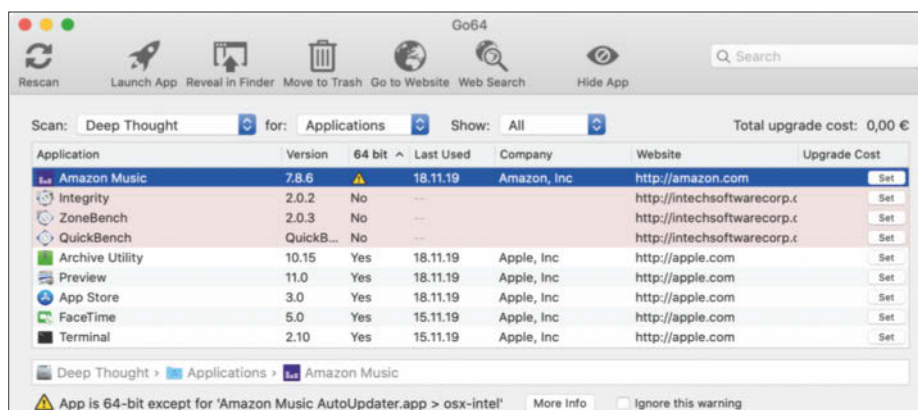 Go64
Rescan Launch App Reveal in Finder Move to Trash Go to Website Web Search Hide App Search
Scan: Deep Thought for: Applications Show: All Total upgrade cost: 0,00 €
Application Version 64 bit Last Used Company Website Upgrade Cost
Amazon Music 7.8.6 18.11.19 Amazon, Inc http://amazon.com Set
Integrity 2.0.2 No -- http://intechsoftwarecorp.c Set
ZoneBench 2.0.3 No -- http://intechsoftwarecorp.c Set
QuickBench QuickB... No -- http://intechsoftwarecorp.c Set
Archive Utility 10.15 Yes 18.11.19 Apple, Inc http://apple.com Set
Preview 11.0 Yes 18.11.19 Apple, Inc http://apple.com Set
App Store 3.0 Yes 18.11.19 Apple, Inc http://apple.com Set
FaceTime 5.0 Yes 15.11.19 Apple, Inc http://apple.com Set
Terminal 2.10 Yes 15.11.19 Apple, Inc http://apple.com Set
Deep Thought › Applications › Amazon Music
App is 64-bit except for 'Amazon Music AutoUpdater.app > osx-intel' More Info Ignore this warning